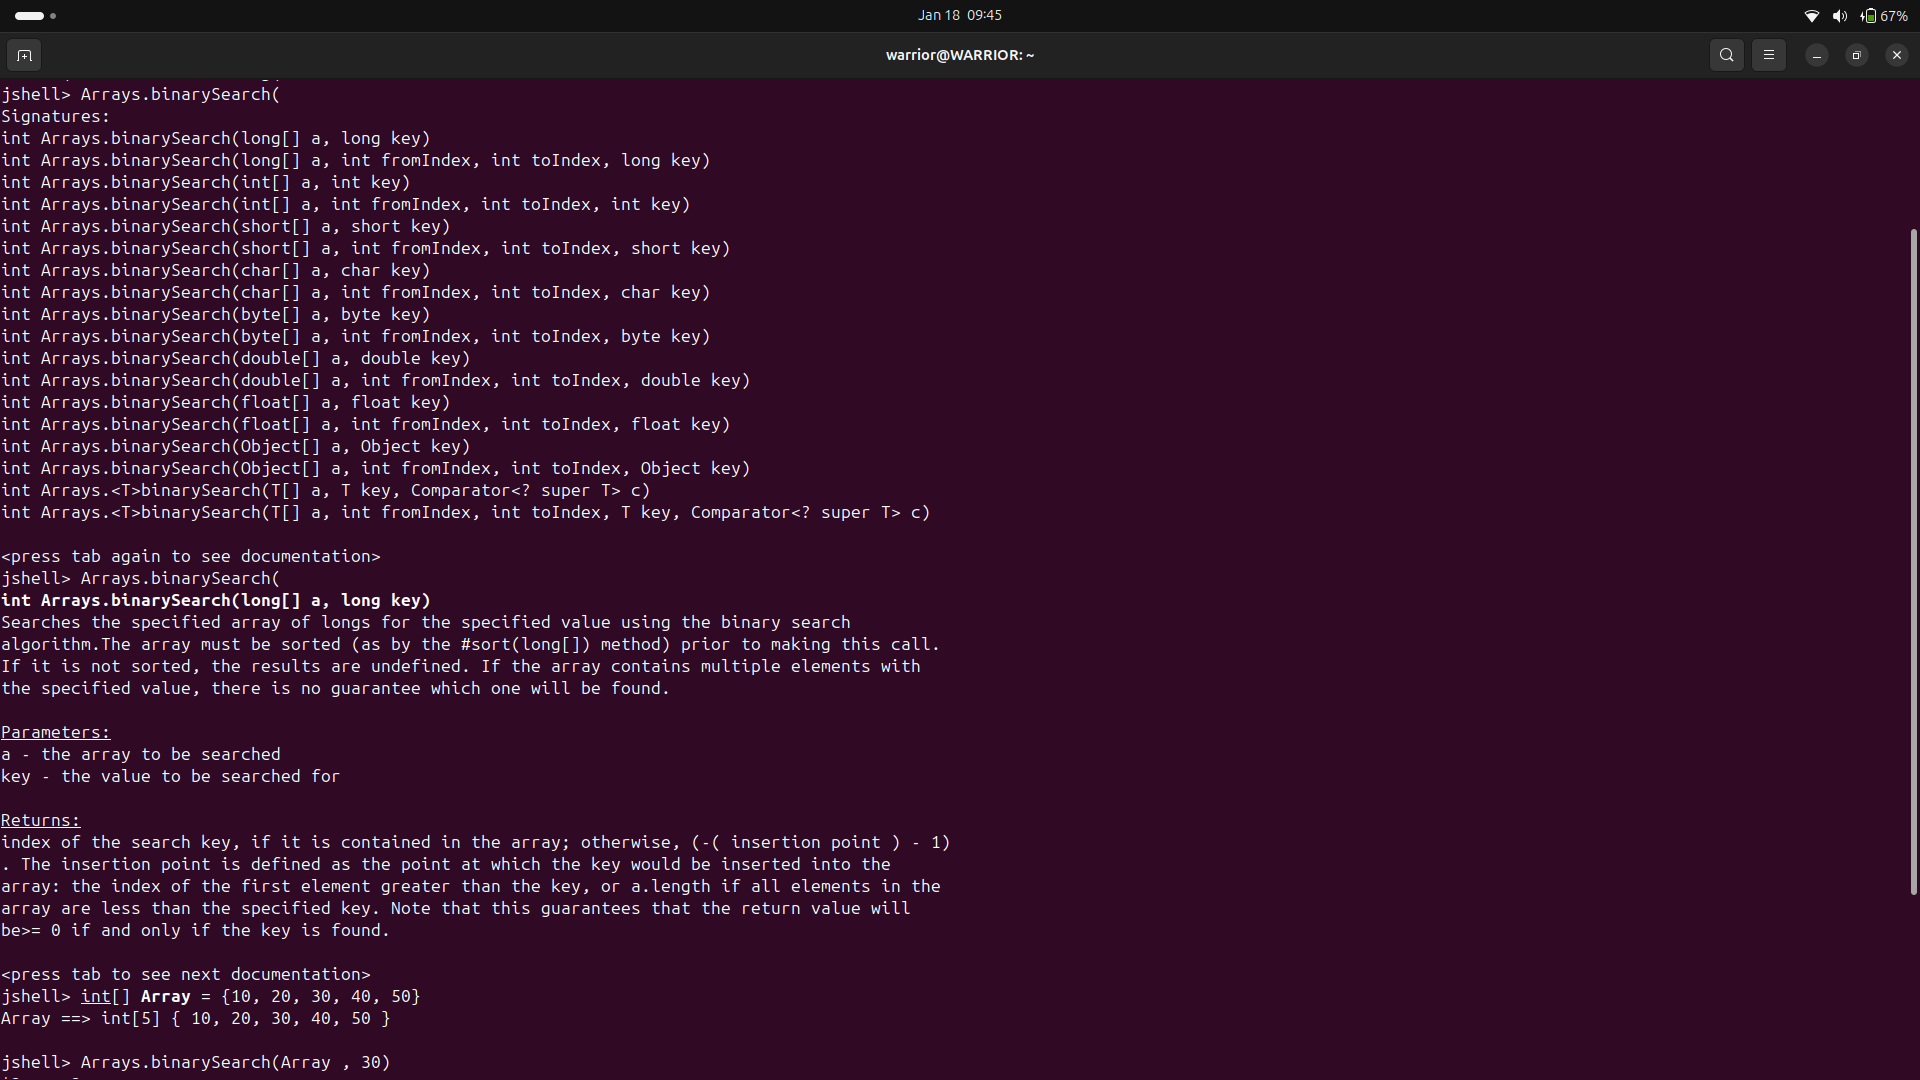 Jan 18 09:45
67%
warrior@WARRIOR: ~
jshell> Arrays.binarySearch(
Signatures:
int Arrays.binarySearch(long[] a, long key)
int Arrays.binarySearch(long[] a, int fromIndex, int toIndex, long key)
int Arrays.binarySearch(int[] a, int key)
int Arrays.binarySearch(int[] a, int fromIndex, int toIndex, int key)
int Arrays.binarySearch(short[] a, short key)
int Arrays.binarySearch(short[] a, int fromIndex, int toIndex, short key)
int Arrays.binarySearch(char[] a, char key)
int Arrays.binarySearch(char[] a, int fromIndex, int toIndex, char key)
int Arrays.binarySearch(byte[] a, byte key)
int Arrays.binarySearch(byte[] a, int fromIndex, int toIndex, byte key)
int Arrays.binarySearch(double[] a, double key)
int Arrays.binarySearch(double[] a, int fromIndex, int toIndex, double key)
int Arrays.binarySearch(float[] a, float key)
int Arrays.binarySearch(float[] a, int fromIndex, int toIndex, float key)
int Arrays.binarySearch(Object[] a, Object key)
int Arrays.binarySearch(Object[] a, int fromIndex, int toIndex, Object key)
int Arrays.<T>binarySearch(T[] a, T key, Comparator<? super T> c)
int Arrays.<T>binarySearch(T[] a, int fromIndex, int toIndex, T key, Comparator<? super T> c)
<press tab again to see documentation>
jshell> Arrays.binarySearch(
int Arrays.binarySearch(long[] a, long key)
Searches the specified array of longs for the specified value using the binary search
algorithm.The array must be sorted (as by the #sort(long[]) method) prior to making this call.
If it is not sorted, the results are undefined. If the array contains multiple elements with
the specified value, there is no guarantee which one will be found.
Parameters:
a - the array to be searched
key - the value to be searched for
Returns:
index of the search key, if it is contained in the array; otherwise, (-( insertion point ) - 1)
. The insertion point is defined as the point at which the key would be inserted into the
array: the index of the first element greater than the key, or a.length if all elements in the
array are less than the specified key. Note that this guarantees that the return value will
be>= 0 if and only if the key is found.
<press tab to see next documentation>
jshell> int[] Array = {10, 20, 30, 40, 50}
Array ==> int[5] { 10, 20, 30, 40, 50 }
jshell> Arrays.binarySearch(Array , 30)